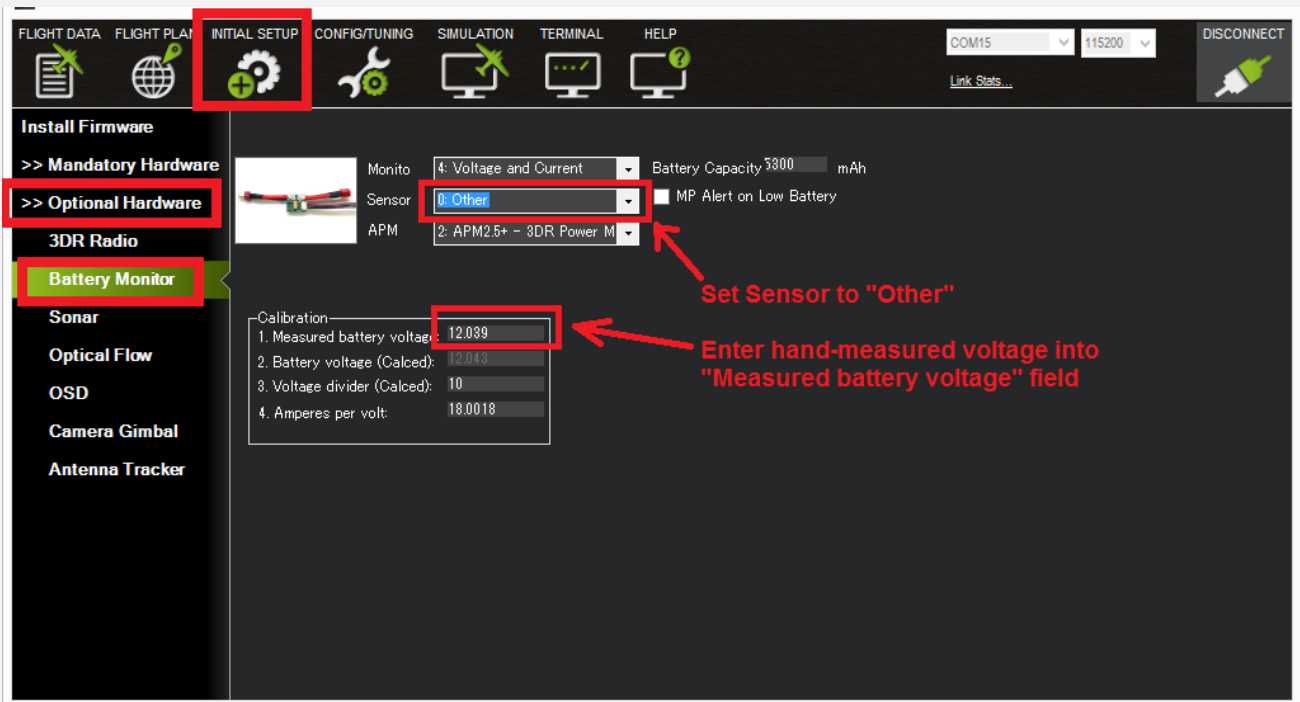 FLIGHT DATA FLIGHT PLAN INITIAL SETUP CONFIG/TUNING SIMULATION TERMINAL HELP
COM15 115200 DISCONNECT
Link Stats...
Install Firmware
>> Mandatory Hardware
>> Optional Hardware
3DR Radio
Battery Monitor
Sonar
Optical Flow
OSD
Camera Gimbal
Antenna Tracker
Monito 4: Voltage and Current Battery Capacity 5300 mAh
Sensor 0: Other MP Alert on Low Battery
APM 2: APM2.5+ - 3DR Power M
Set Sensor to "Other"
Calibration
1. Measured battery voltage: 12.039
2. Battery voltage (Calced): 12.043
3. Voltage divider (Calced): 10
4. Amperes per volt: 18.0018
Enter hand-measured voltage into
"Measured battery voltage" field